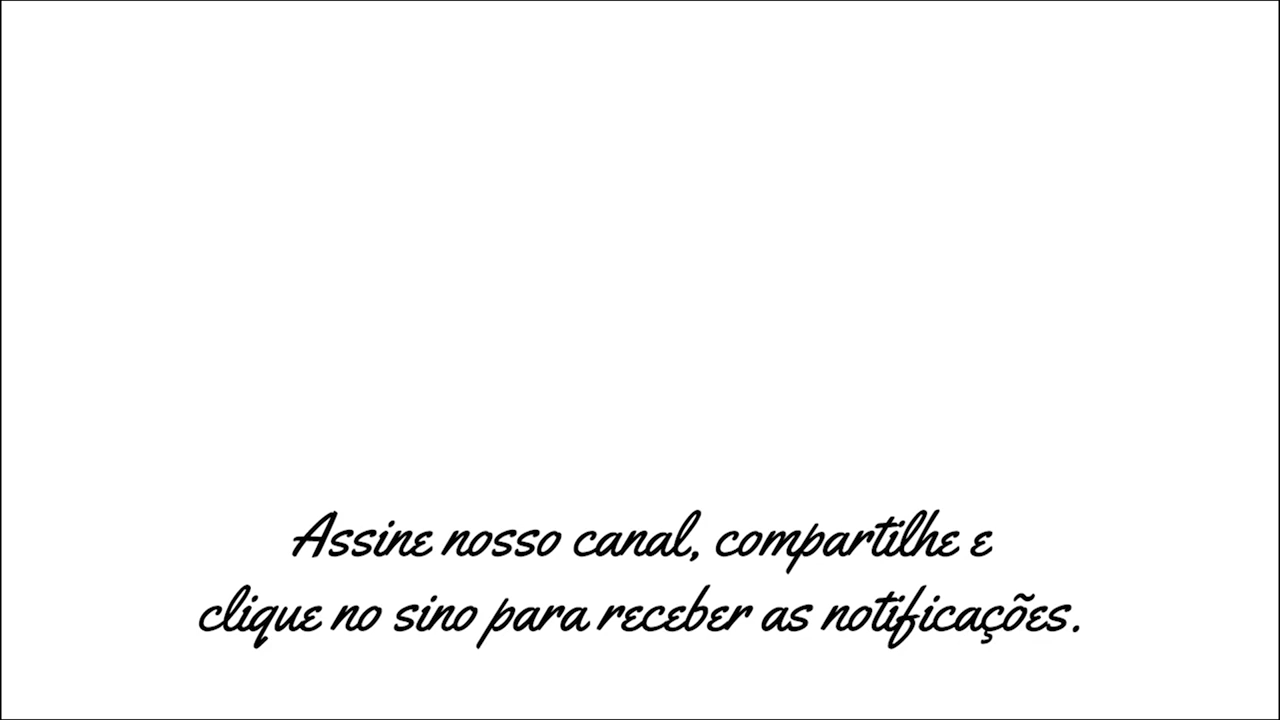 Assine nosso canal, compartilhe e
clique no sino para receber as notificações.